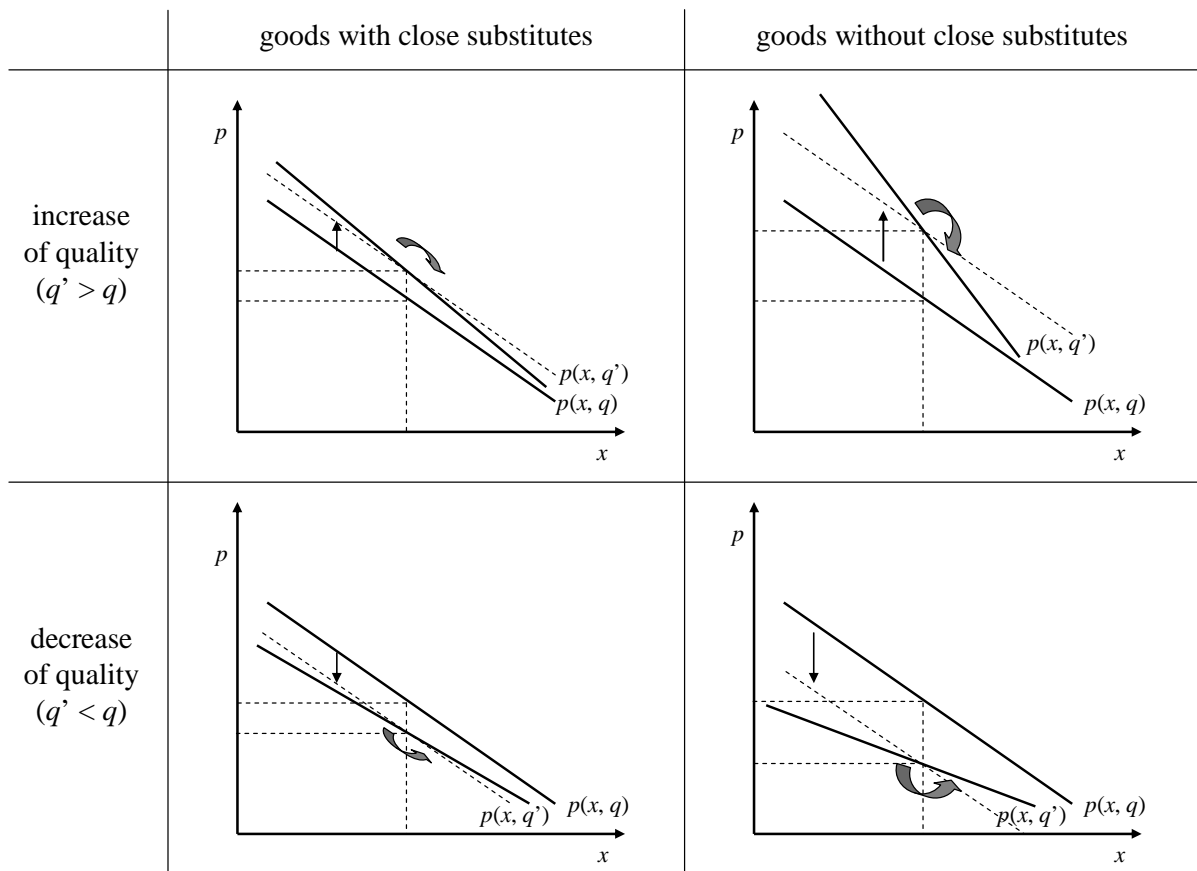 goods with close substitutes
goods without close substitutes
increase
of quality
(q’ > q)
p
p(x, q’)
p(x, q)
x
p
p(x, q’)
p(x, q)
x
decrease
of quality
(q’ < q)
p
p(x, q’)
p(x, q)
x
p
p(x, q’)
p(x, q)
x